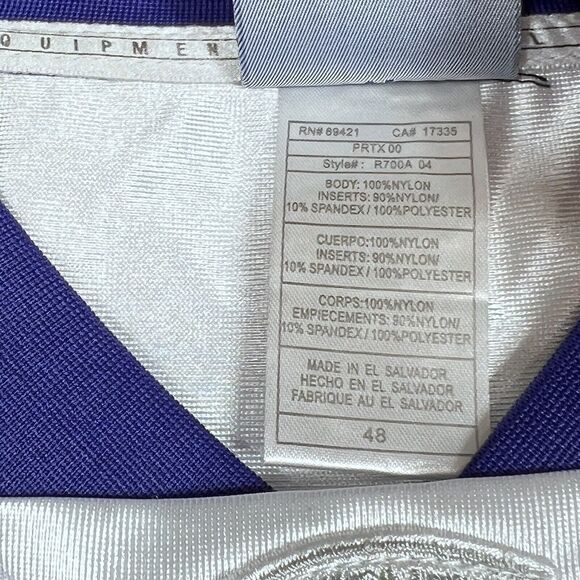 QUIPMEN
RN# 69421 CA# 17335
PRTX 00
Style#: R700A 04
BODY: 100%NYLON
INSERTS: 90%NYLON/
10% SPANDEX / 100%POLYESTER
CUERPO:100%NYLON
INSERTS: 90%NYLON/
10% SPANDEX / 100%POLYESTER
CORPS:100%NYLON
EMPIECEMENTS: 90%NYLON/
10% SPANDEX / 100%POLYESTER
MADE IN EL SALVADOR
HECHO EN EL SALVADOR
FABRIQUE AU EL SALVADOR
48